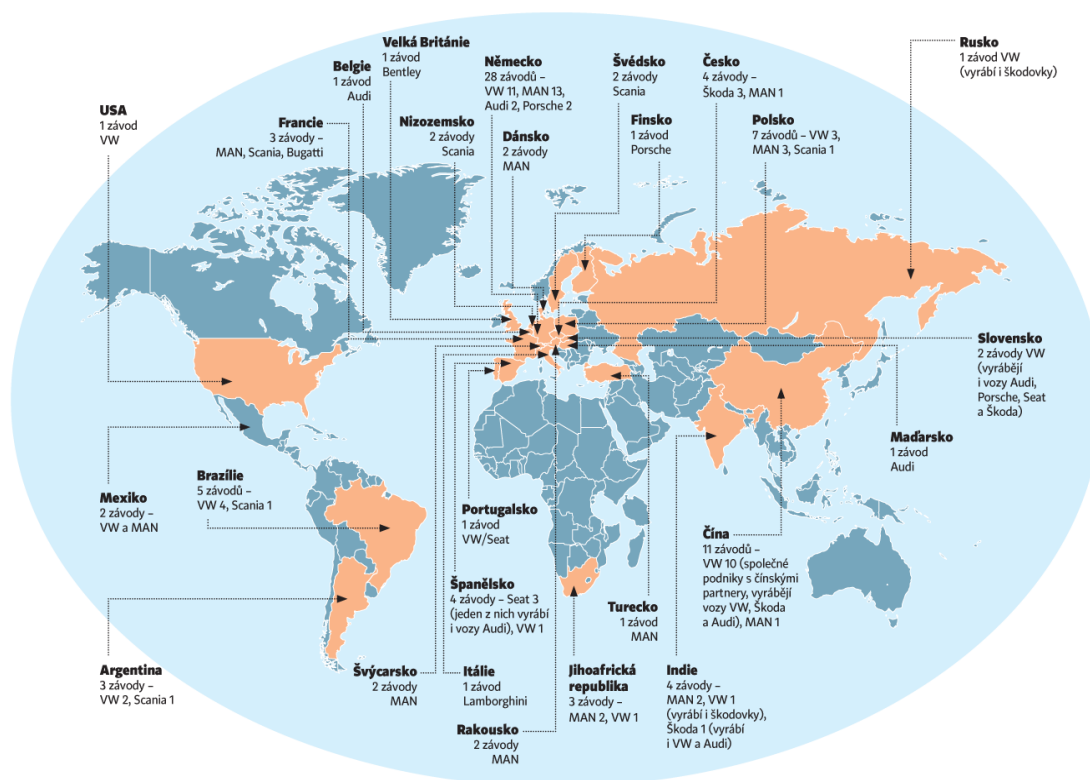 Velká Británie
1 závod
Bentley
Belgie
1 závod
Audi
Německo
28 závodů –
VW 11, MAN 13,
Audi 2, Porsche 2
Švédsko
2 závody
Scania
Česko
4 závody –
Škoda 3, MAN 1
Rusko
1 závod VW
(vyrábí i škodovky)
USA
1 závod
VW
Francie
3 závody –
MAN, Scania, Bugatti
Nizozemsko
2 závody
Scania
Dánsko
2 závody
MAN
Finsko
1 závod
Porsche
Polsko
7 závodů – VW 3,
MAN 3, Scania 1
Slovensko
2 závody VW
(vyrábějí
i vozy Audi,
Porsche, Seat
a Škoda)
Maďarsko
1 závod
Audi
Mexiko
2 závody –
VW a MAN
Brazílie
5 závodů –
VW 4, Scania 1
Portugalsko
1 závod
VW/Seat
Španělsko
4 závody – Seat 3
(jeden z nich vyrábí
i vozy Audi), VW 1
Turecko
1 závod
MAN
Čína
11 závodů –
VW 10 (společné
podniky s čínskými
partnery, vyrábějí
vozy VW, Škoda
a Audi), MAN 1
Argentina
3 závody –
VW 2, Scania 1
Švýcarsko
2 závody
MAN
Itálie
1 závod
Lamborghini
Rakousko
2 závody
MAN
Jihoafrická
republika
3 závody –
MAN 2, VW 1
Indie
4 závody –
MAN 2, VW 1
(vyrábí i škodovky),
Škoda 1 (vyrábí
i VW a Audi)